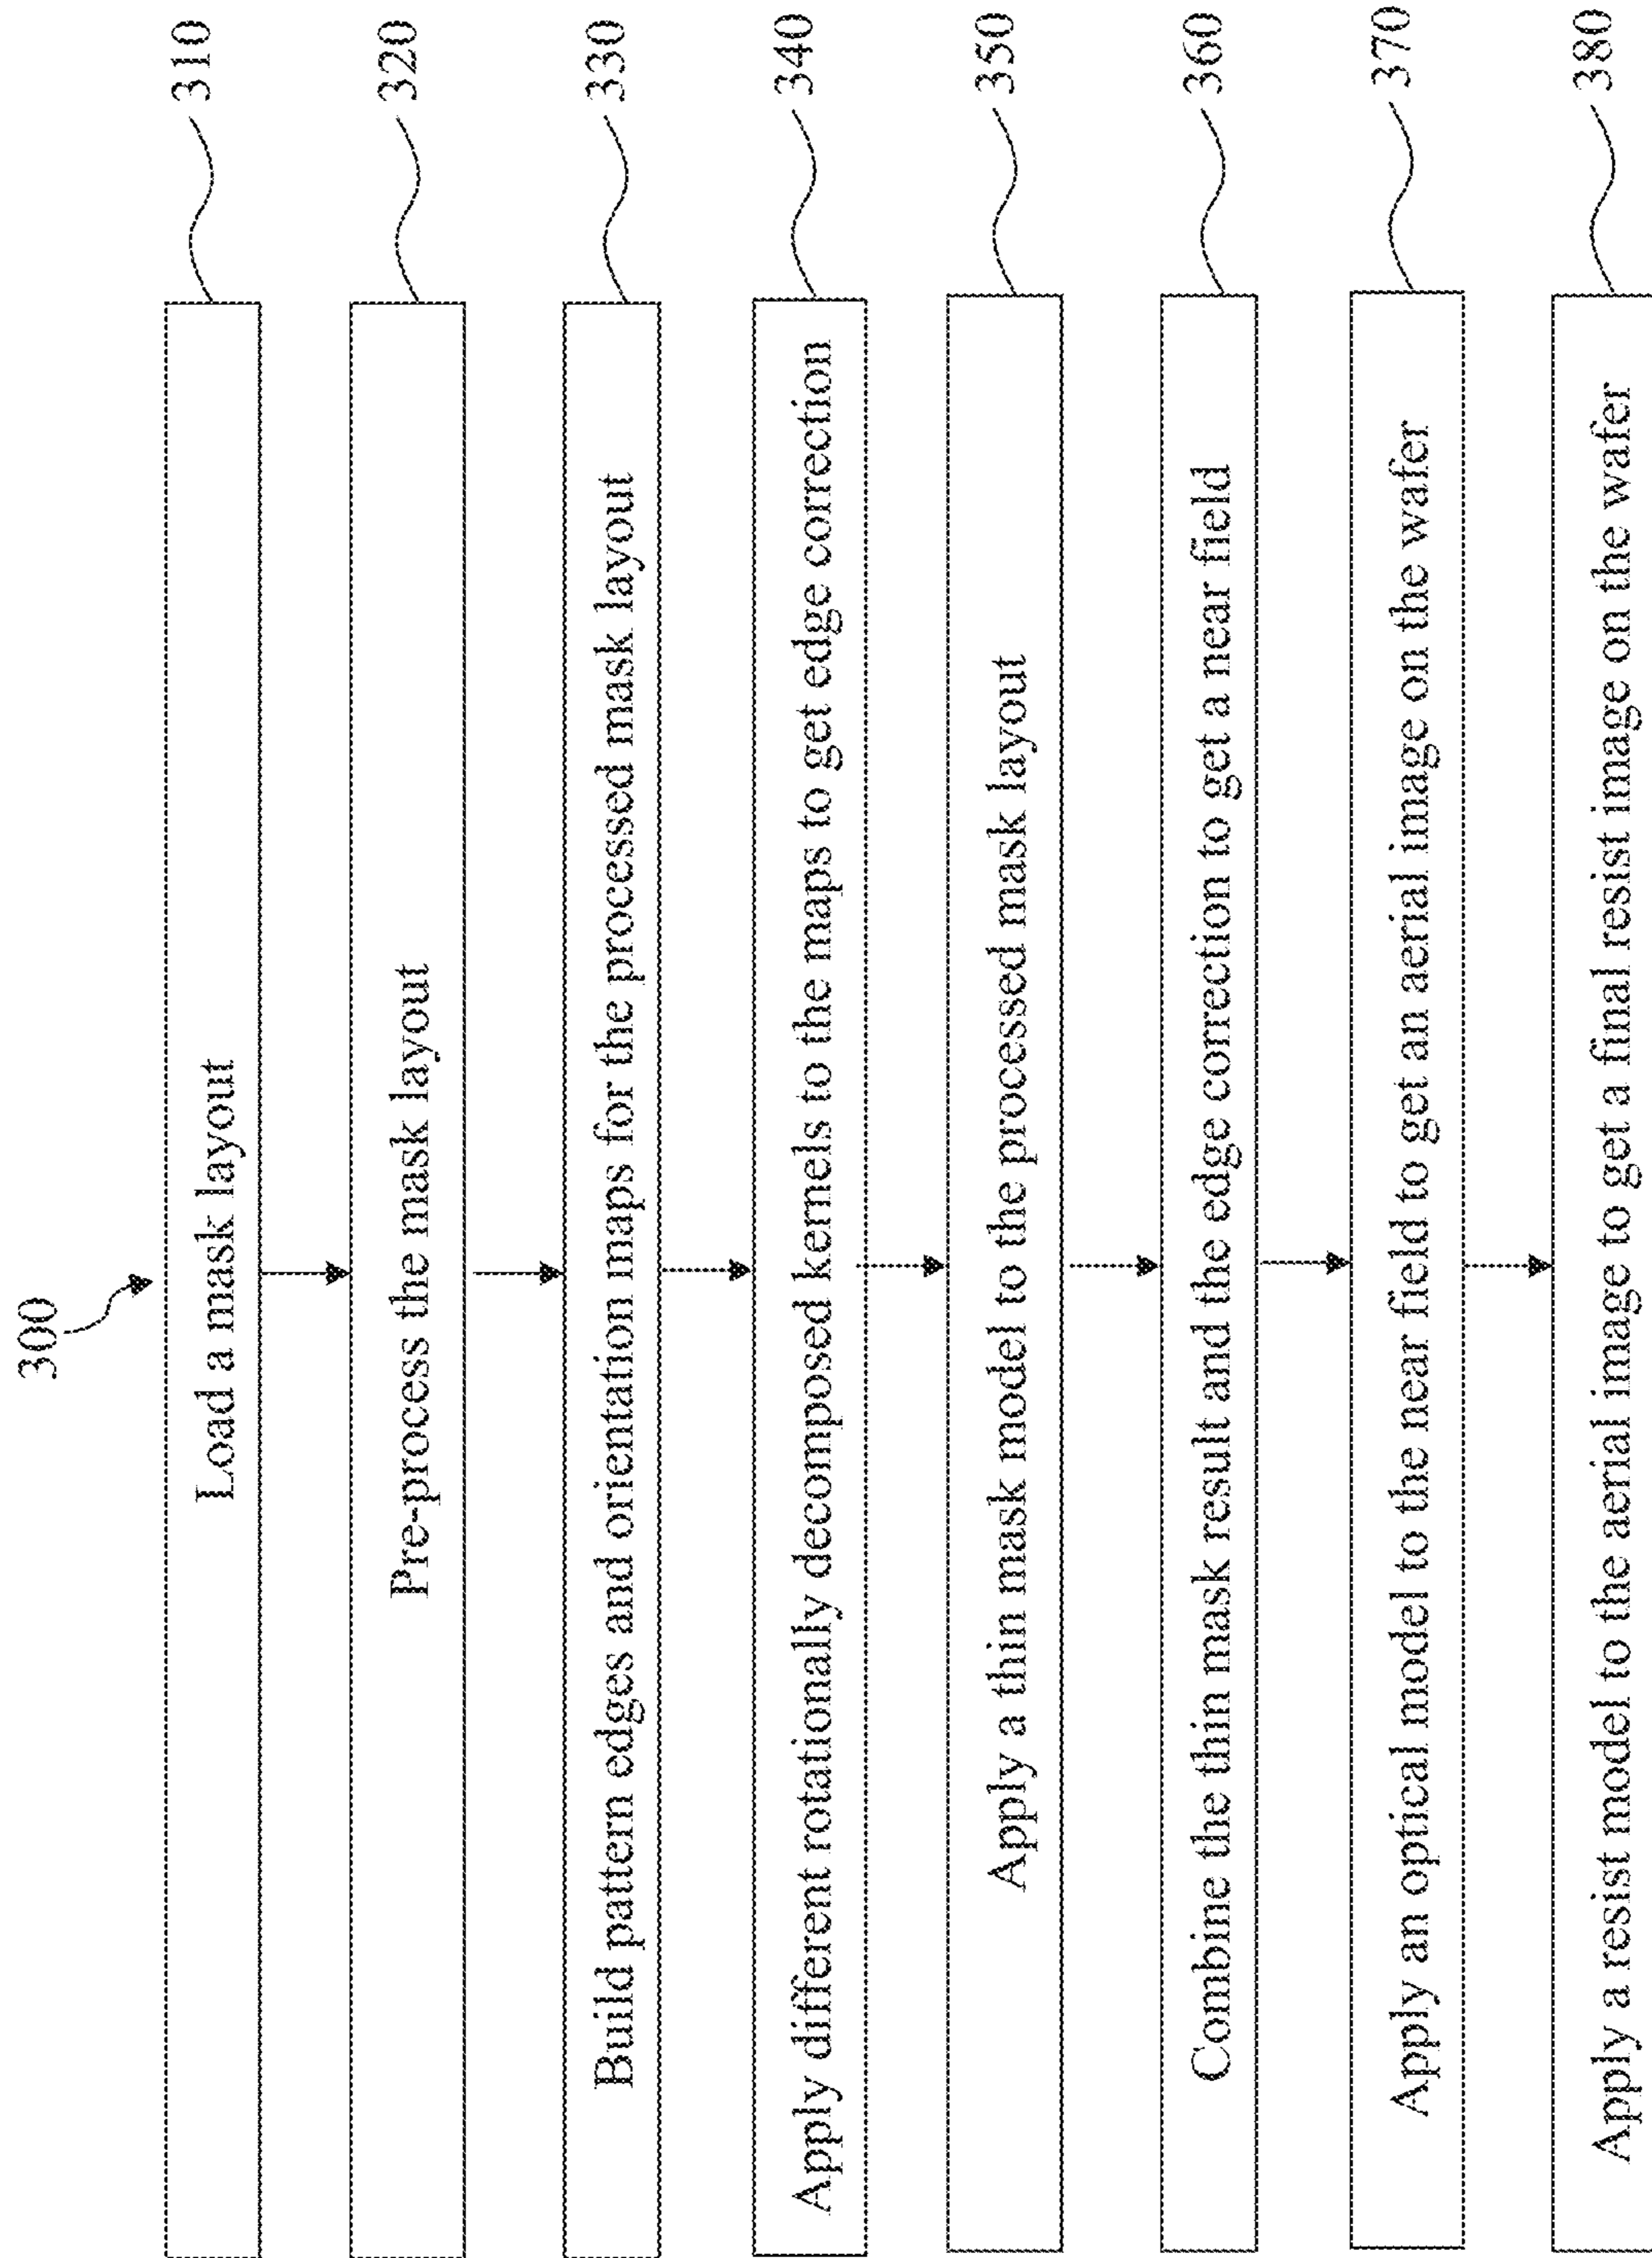 300
Load a mask layout
310
Pre-process the mask layout
320
Build pattern edges and orientation maps for the processed mask layout
330
Apply different rotationally decomposed kernels to the maps to get edge correction
340
Apply a thin mask model to the processed mask layout
350
Combine the thin mask result and the edge correction to get a near field
360
Apply an optical model to the near field to get an aerial image on the wafer
370
Apply a resist model to the aerial image to get a final resist image on the wafer
380